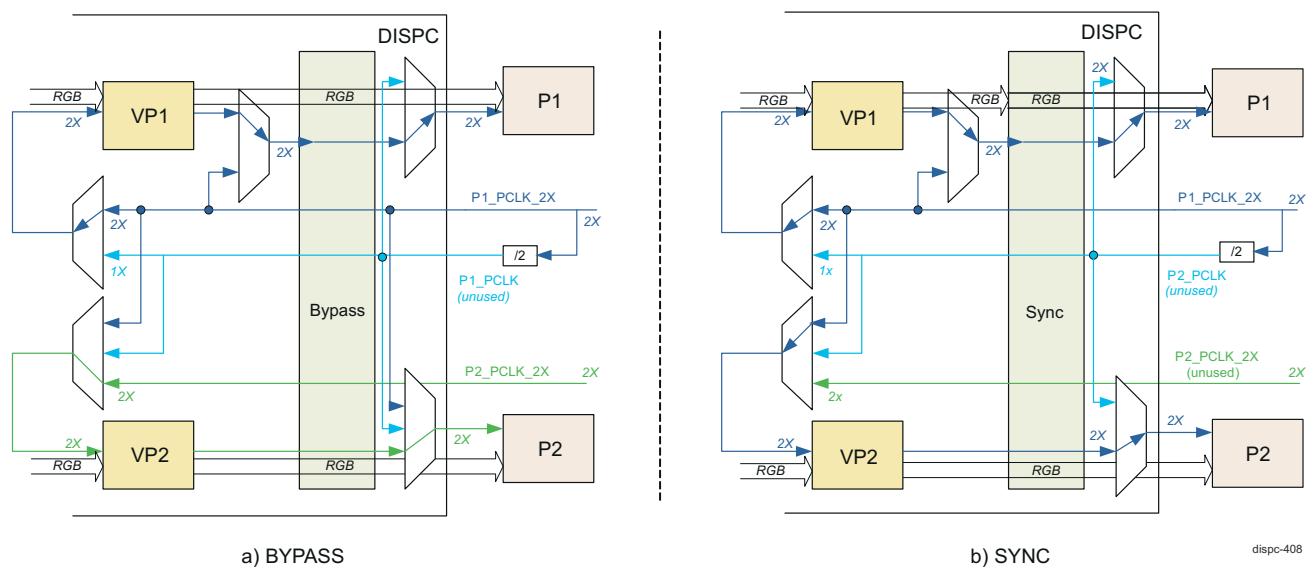 DISPC
RGB
VP1
2X
RGB
2X
2X
P1
P1_PCLK_2X
2X
2X
/2
1X
P1_PCLK
(unused)
Bypass
P2_PCLK_2X
2X
2X
2X
VP2
RGB
RGB
2X
P2
a) BYPASS
DISPC
2X
RGB
VP1
2X
RGB
RGB
2X
2X
P1
P1_PCLK_2X
2X
2X
/2
1x
P2_PCLK
(unused)
Sync
P2_PCLK_2X
(unused)
2X
2x
2X
VP2
RGB
RGB
2X
2X
P2
b) SYNC
dispc-408